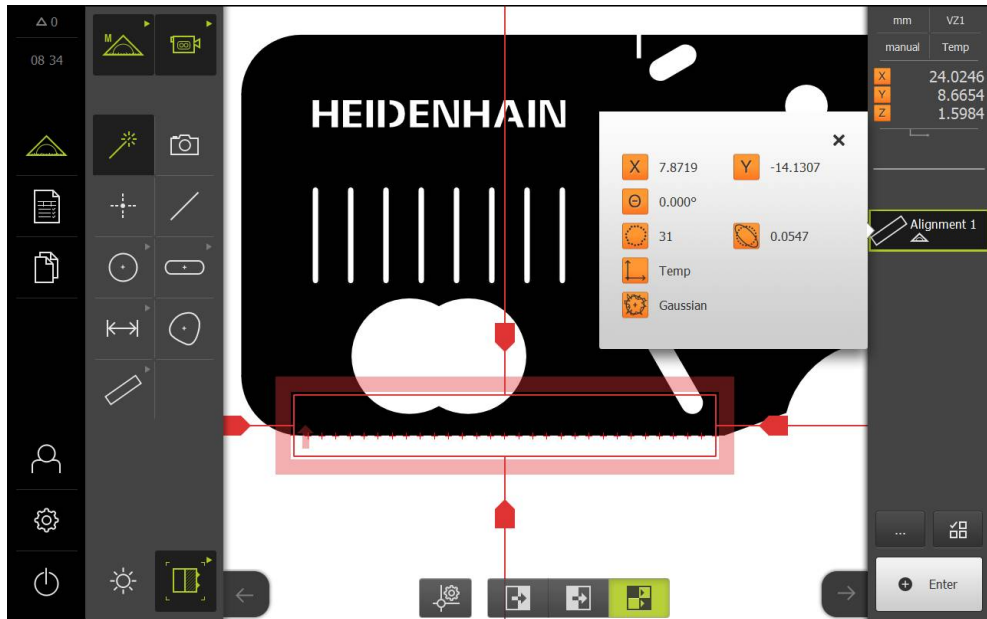 0
08 34
M
HEIDENHAIN
X 7.8719 Y -14.1307
Θ 0.000°
31 0.0547
Temp
Gaussian
mm VZ1
manual Temp
X 24.0246
Y 8.6654
Z 1.5984
Alignment 1
...
Enter